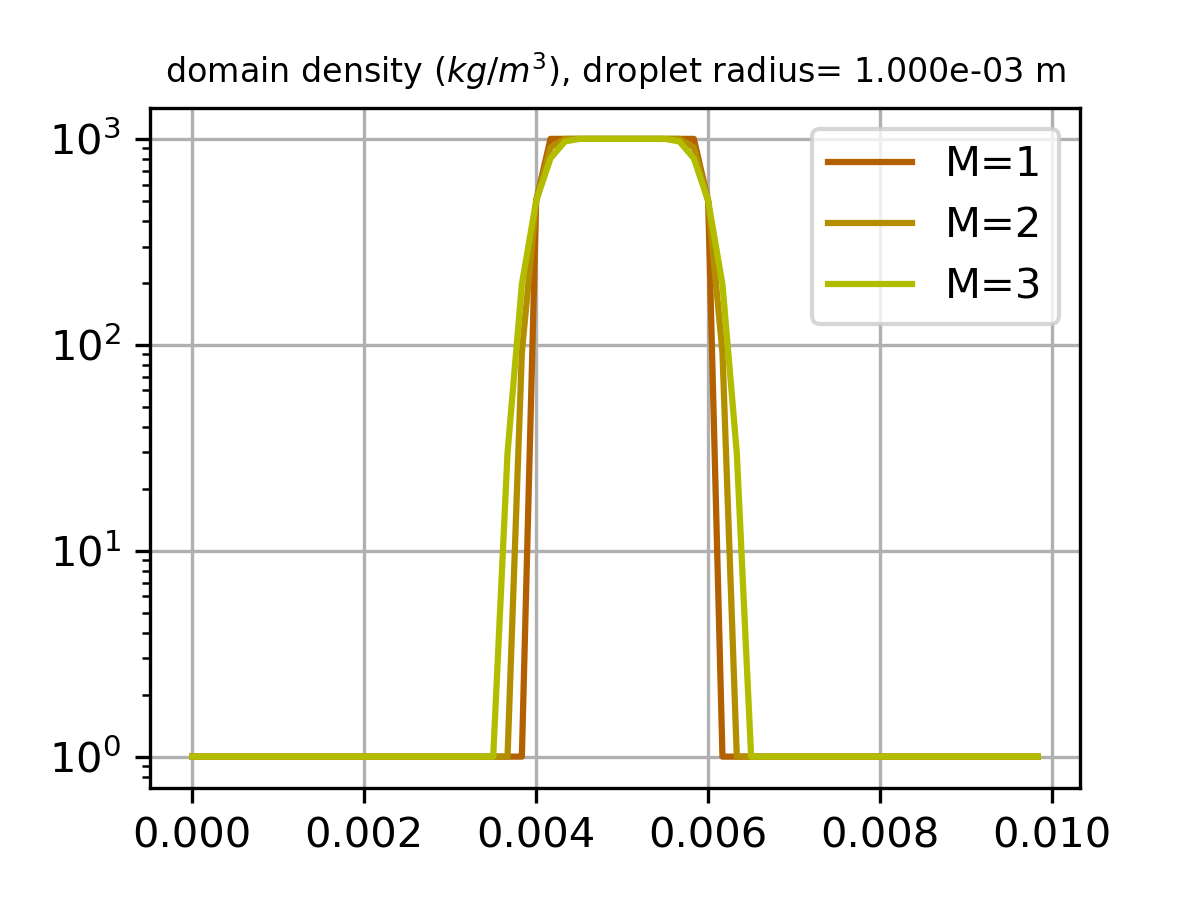 domain density (kg/m³), droplet radius= 1.000e-03 m
10³
10²
10¹
10⁰
M=1
M=2
M=3
0.000 0.002 0.004 0.006 0.008 0.010